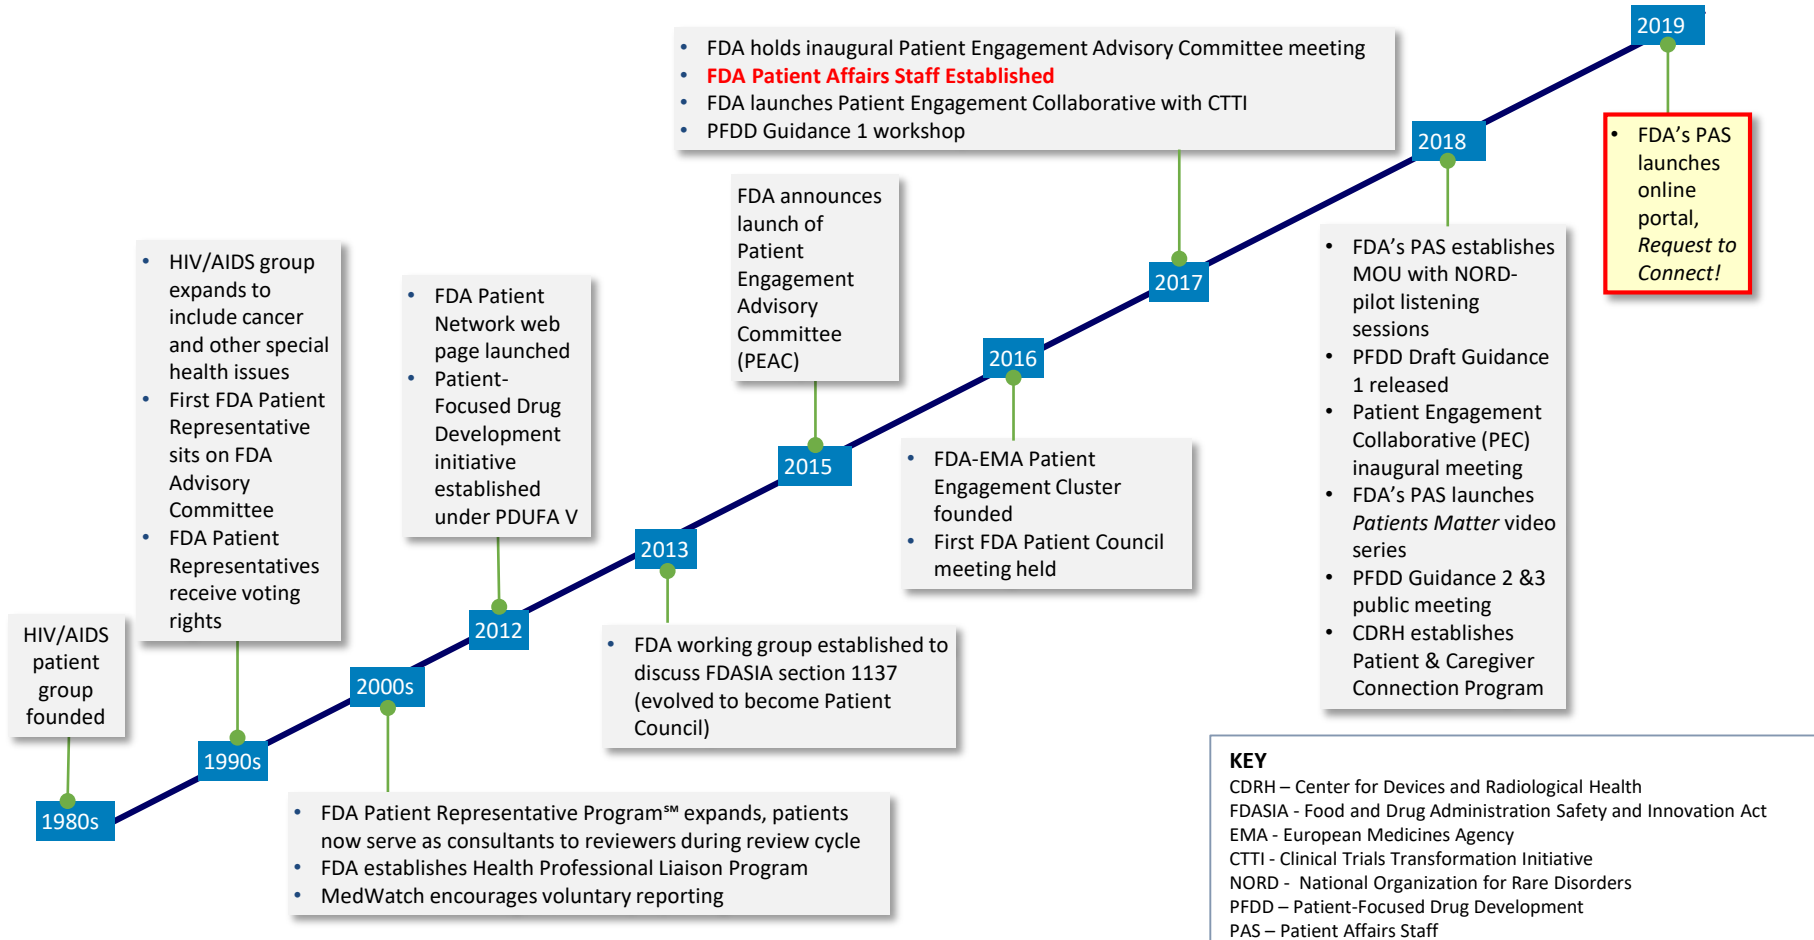 2019
• FDA holds inaugural Patient Engagement Advisory Committee meeting
• FDA Patient Affairs Staff Established
• FDA launches Patient Engagement Collaborative with CTTI
• PFDD Guidance 1 workshop
2018
• FDA's PAS
launches
online
portal,
Request to
Connect!
FDA announces
launch of
Patient
Engagement
Advisory
Committee
(PEAC)
2017
• FDA's PAS establishes
MOU with NORD-
pilot listening
sessions
• PFDD Draft Guidance
1 released
• Patient Engagement
Collaborative (PEC)
inaugural meeting
• FDA's PAS launches
Patients Matter video
series
• PFDD Guidance 2 &3
public meeting
• CDRH establishes
Patient & Caregiver
Connection Program
• HIV/AIDS group
expands to
include cancer
and other special
health issues
• First FDA Patient
Representative
sits on FDA
Advisory
Committee
• FDA Patient
Representatives
receive voting
rights
• FDA Patient
Network web
page launched
• Patient-
Focused Drug
Development
initiative
established
under PDUFA V
2016
2015
• FDA-EMA Patient
Engagement Cluster
founded
• First FDA Patient Council
meeting held
2013
2012
• FDA working group established to
discuss FDASIA section 1137
(evolved to become Patient
Council)
HIV/AIDS
patient
group
founded
2000s
1990s
1980s
• FDA Patient Representative Program℠ expands, patients
now serve as consultants to reviewers during review cycle
• FDA establishes Health Professional Liaison Program
• MedWatch encourages voluntary reporting
KEY
CDRH – Center for Devices and Radiological Health
FDASIA - Food and Drug Administration Safety and Innovation Act
EMA - European Medicines Agency
CTTI - Clinical Trials Transformation Initiative
NORD - National Organization for Rare Disorders
PFDD – Patient-Focused Drug Development
PAS – Patient Affairs Staff